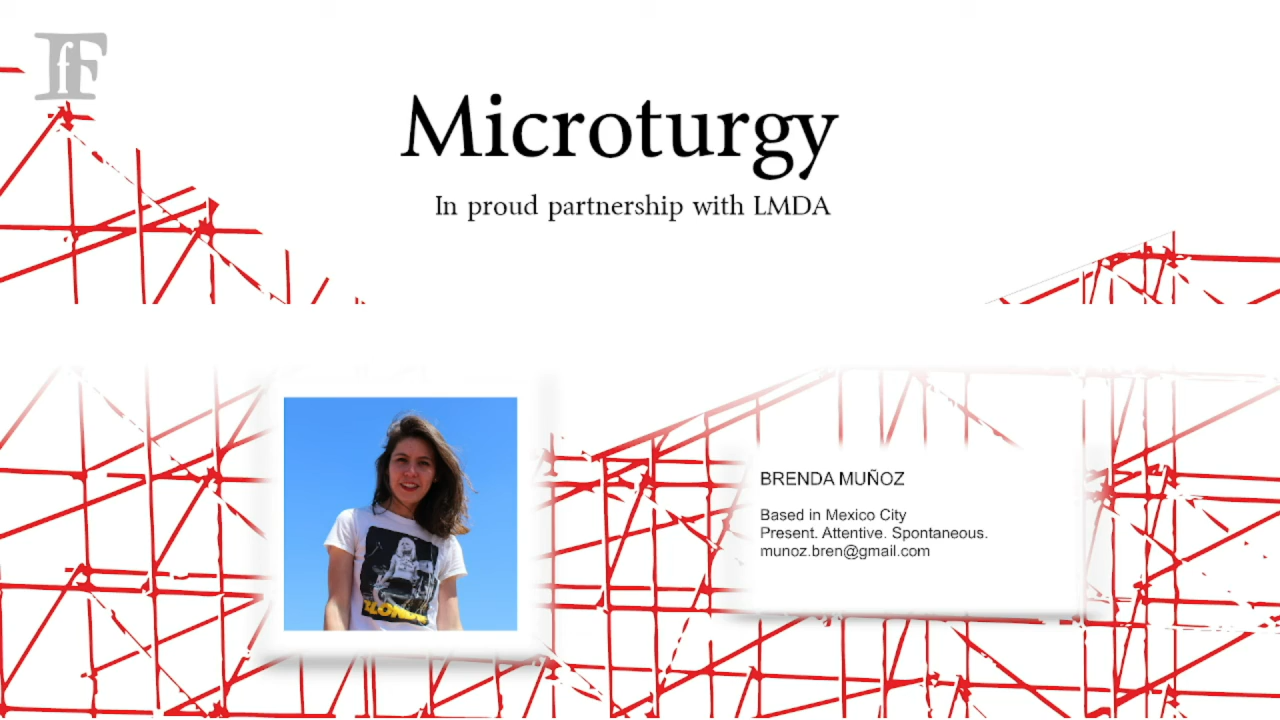 fF
Microturgy
In proud partnership with LMDA
BRENDA MUÑOZ
Based in Mexico City
Present. Attentive. Spontaneous.
munoz.bren@gmail.com